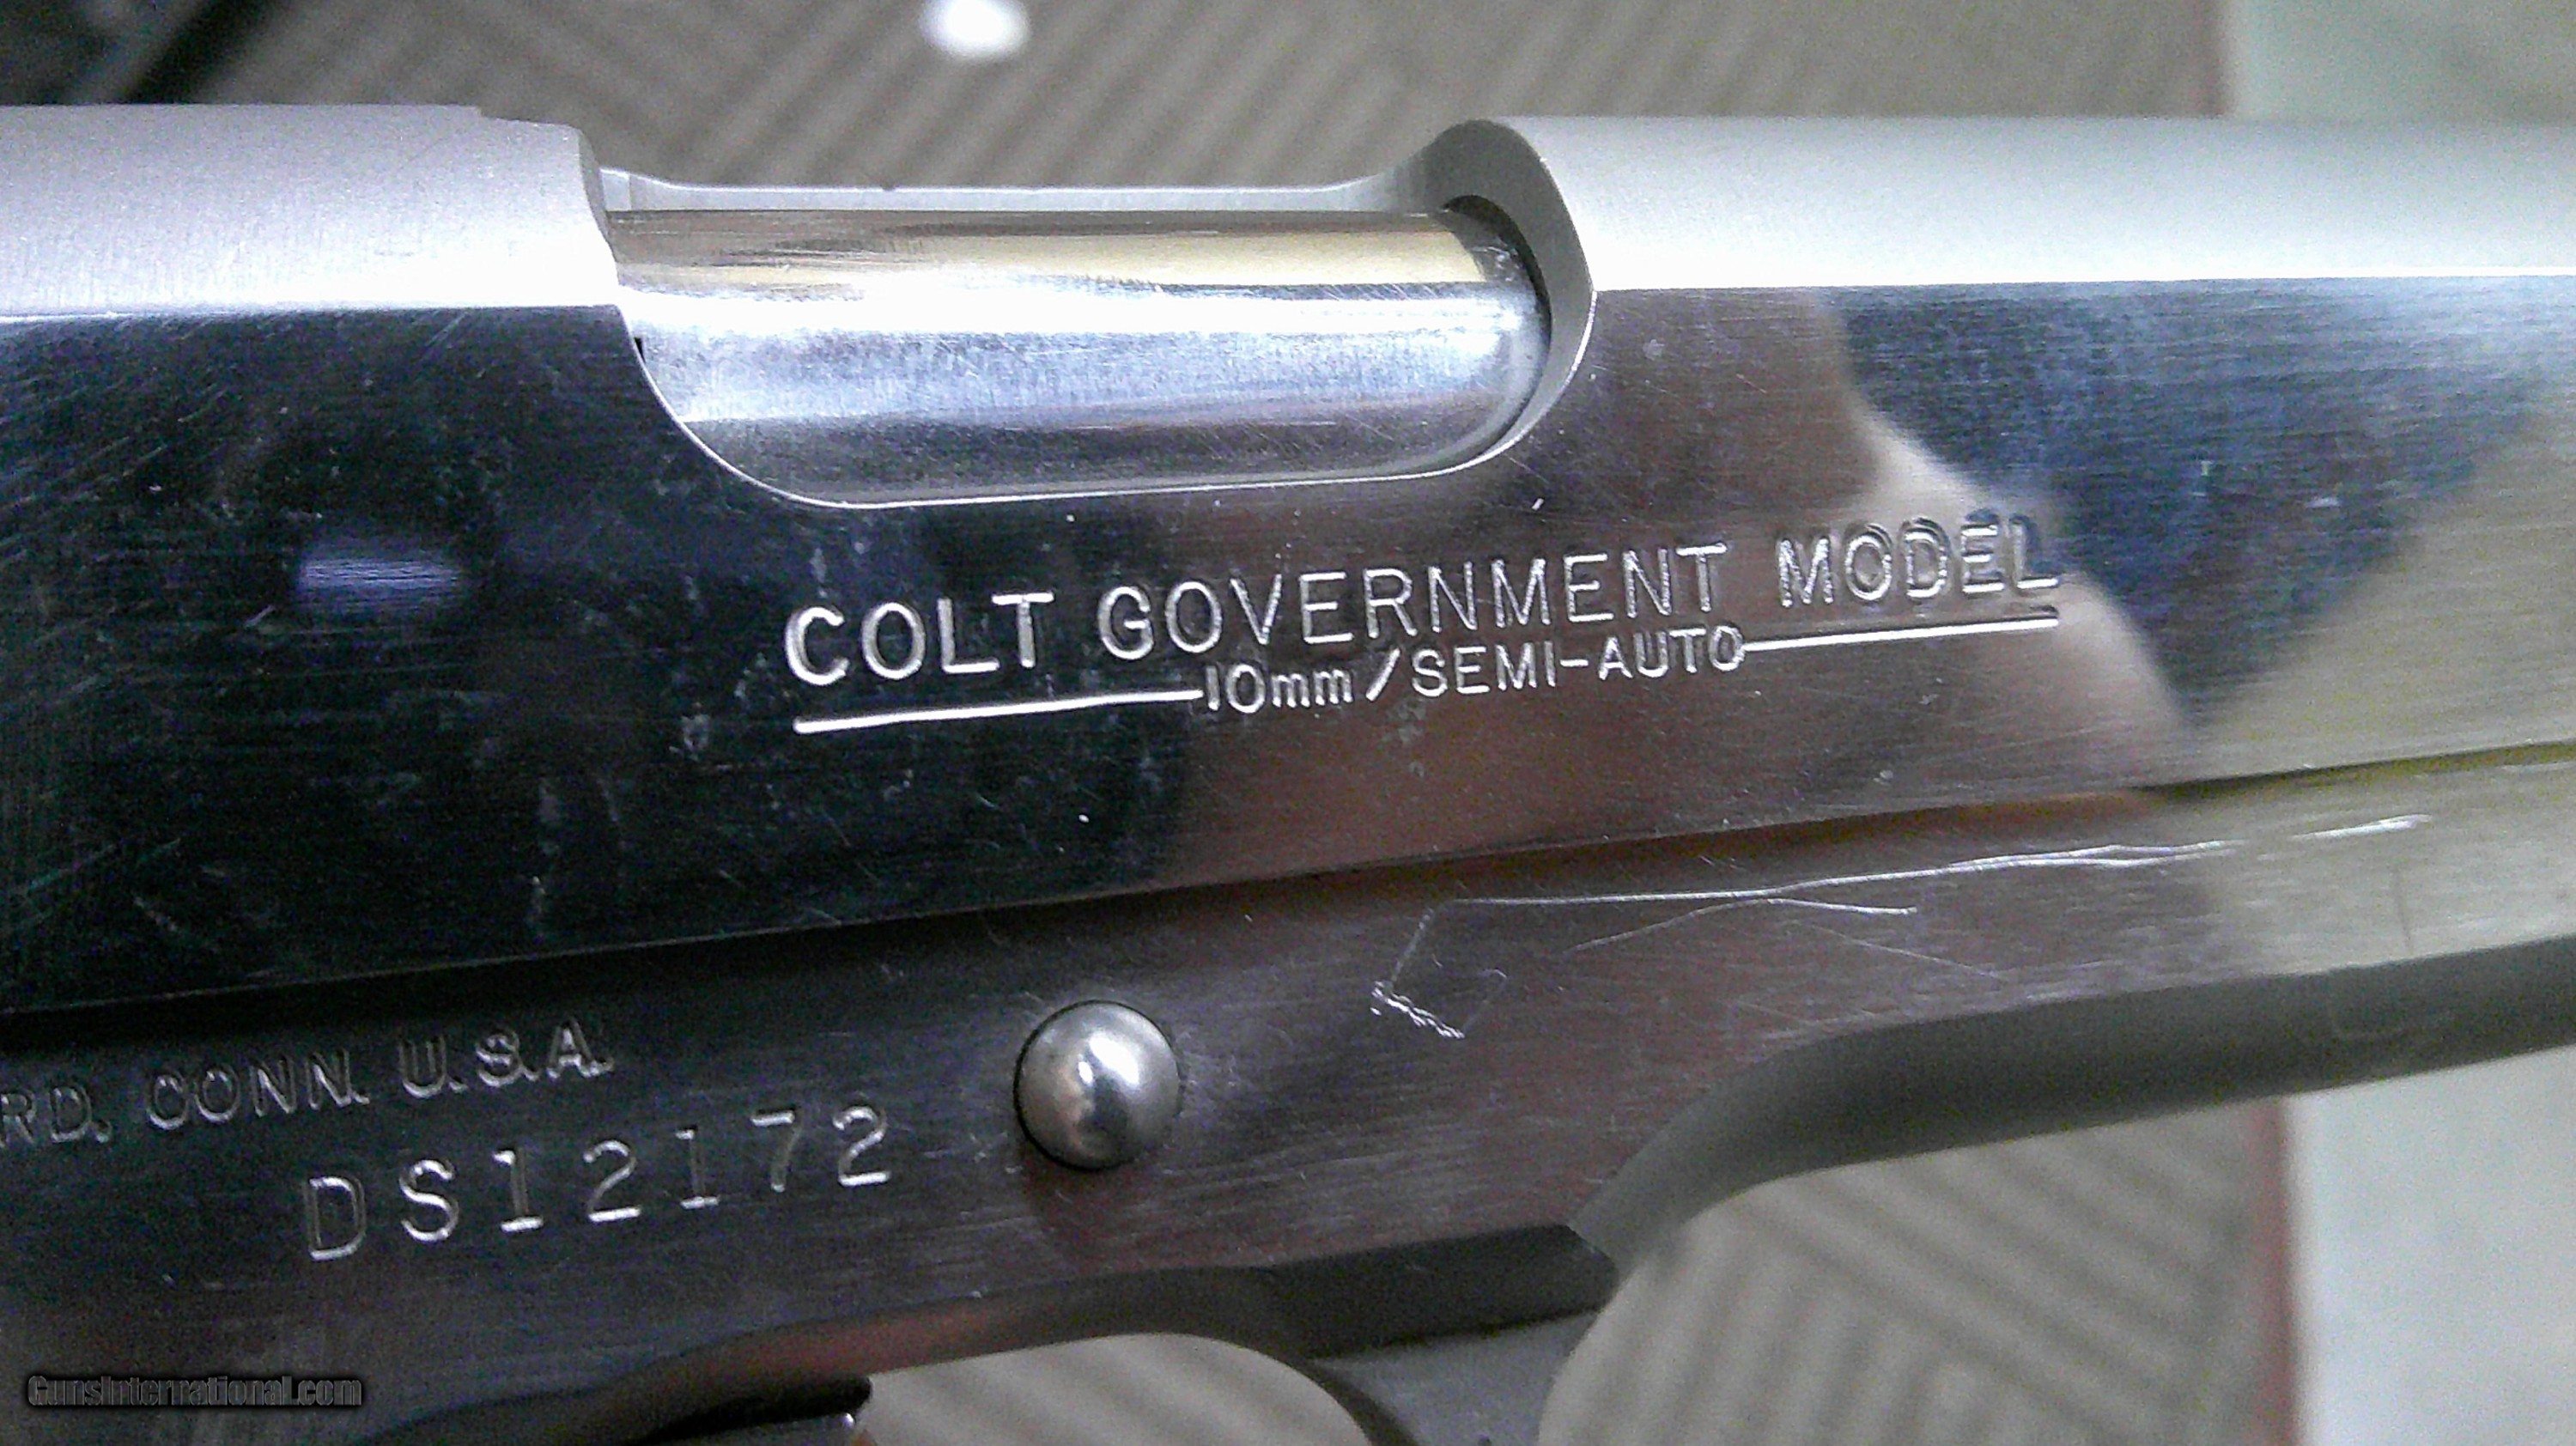 COLT GOVERNMENT MODEL
10mm/SEMI-AUTO
RD. CONN. U.S.A.
DS12172
GunsInternational.com